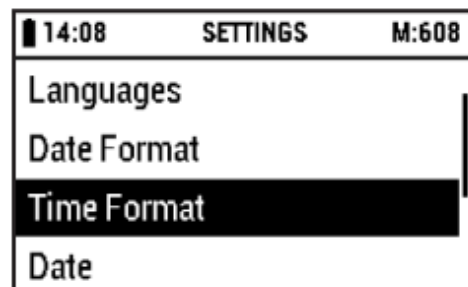 14:08 SETTINGS M:608
Languages
Date Format
Time Format
Date